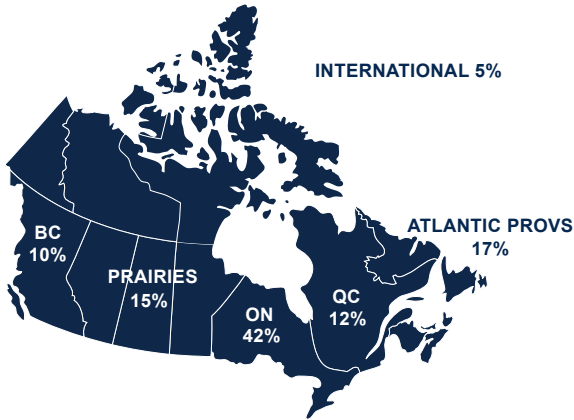 INTERNATIONAL 5%
ATLANTIC PROVS
17%
BC
10%
PRAIRIES
15%
ON
42%
QC
12%